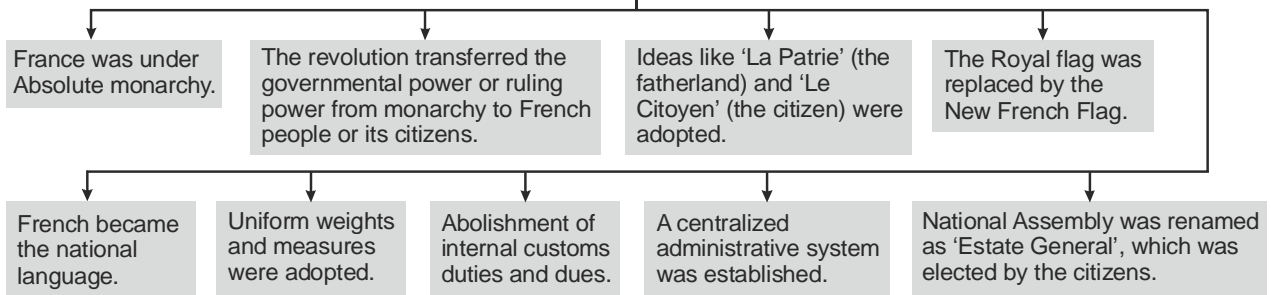 France was under
Absolute monarchy.
The revolution transferred the
governmental power or ruling
power from monarchy to French
people or its citizens.
Ideas like ‘La Patrie’ (the
fatherland) and ‘Le
Citoyen’ (the citizen) were
adopted.
The Royal flag was
replaced by the
New French Flag.
French became
the national
language.
Uniform weights
and measures
were adopted.
Abolishment of
internal customs
duties and dues.
A centralized
administrative system
was established.
National Assembly was renamed
as ‘Estate General’, which was
elected by the citizens.